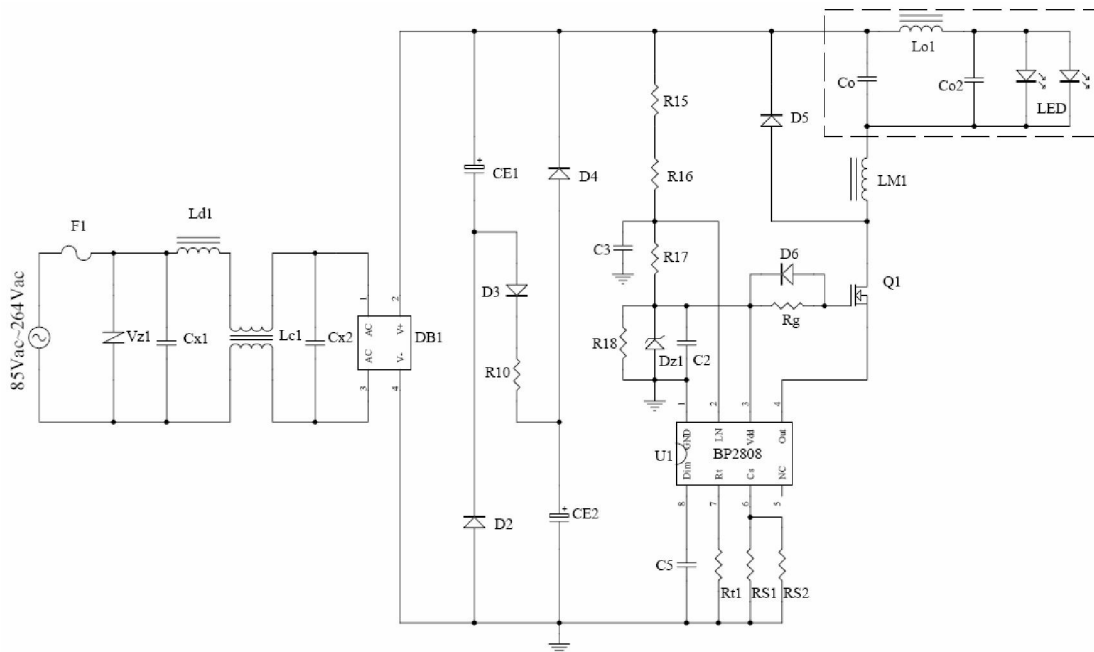 Lo1
Co
Co2
LED
R15
D5
CE1
+
D4
R16
LM1
F1
Ld1
C3
R17
D6
Q1
D3
Rg
85Vac~264Vac
Vz1
Cx1
Lc1
Cx2
1
2
AC
V+
AC
V-
DB1
3
4
R10
R18
Dz1
C2
1
2
3
4
GND
LN
Vdd
Out
U1
BP2808
Dim
Rt
Cs
NC
8
7
6
5
D2
+
CE2
C5
Rt1
RS1
RS2